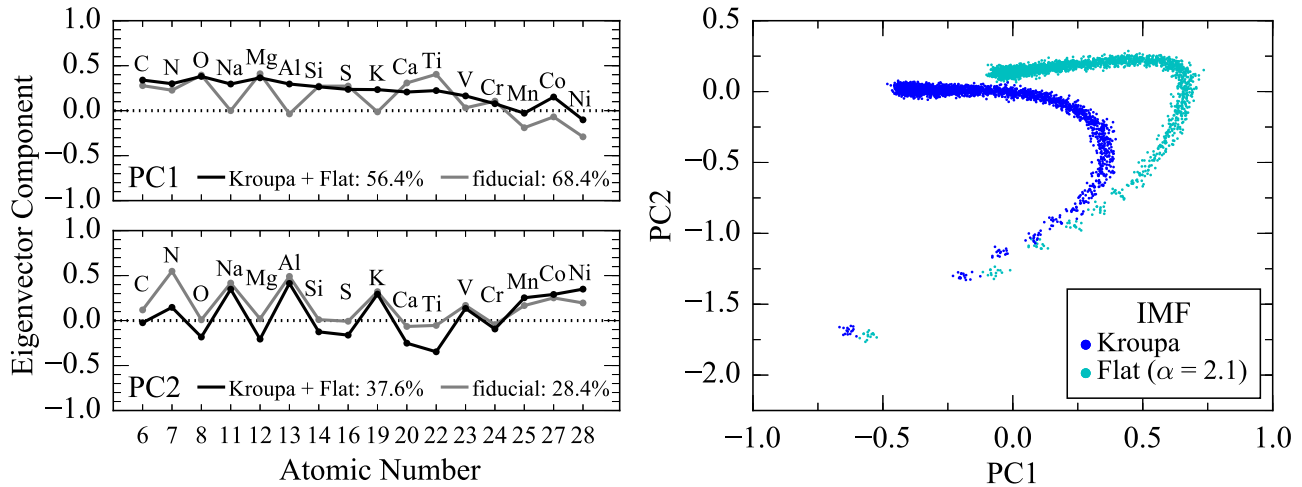 Eigenvector Component
1.0
0.5
0.0
−0.5
−1.0
C N O Na Mg Al Si S K Ca Ti V Cr Mn Co Ni
PC1 Kroupa + Flat: 56.4% fiducial: 68.4%
1.0
0.5
0.0
−0.5
−1.0
C N O Na Mg Al Si S K Ca Ti V Cr Mn Co Ni
PC2 Kroupa + Flat: 37.6% fiducial: 28.4%
6 7 8 11 12 13 14 16 19 20 22 23 24 25 27 28
Atomic Number
PC2
0.5
0.0
−0.5
−1.0
−1.5
−2.0
IMF
Kroupa
Flat (α = 2.1)
−1.0 −0.5 0.0 0.5 1.0
PC1